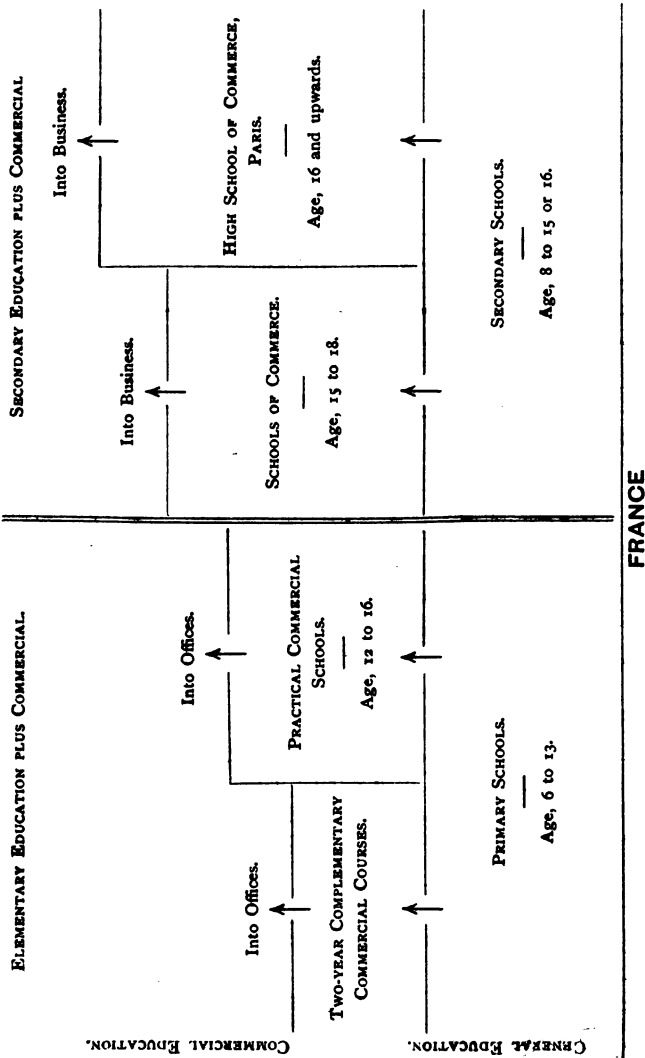 ELEMENTARY EDUCATION PLUS COMMERCIAL.
SECONDARY EDUCATION PLUS COMMERCIAL
Into Offices.
Into Offices.
Into Business.
Into Business.
COMMERCIAL EDUCATION.
TWO-YEAR COMPLEMENTARY
COMMERCIAL COURSES.
PRACTICAL COMMERCIAL
SCHOOLS.
Age, 12 to 16.
SCHOOLS OF COMMERCE.
Age, 15 to 18.
HIGH SCHOOL OF COMMERCE,
PARIS.
Age, 16 and upwards.
GENERAL EDUCATION.
PRIMARY SCHOOLS.
Age, 6 to 13.
SECONDARY SCHOOLS.
Age, 8 to 15 or 16.
FRANCE